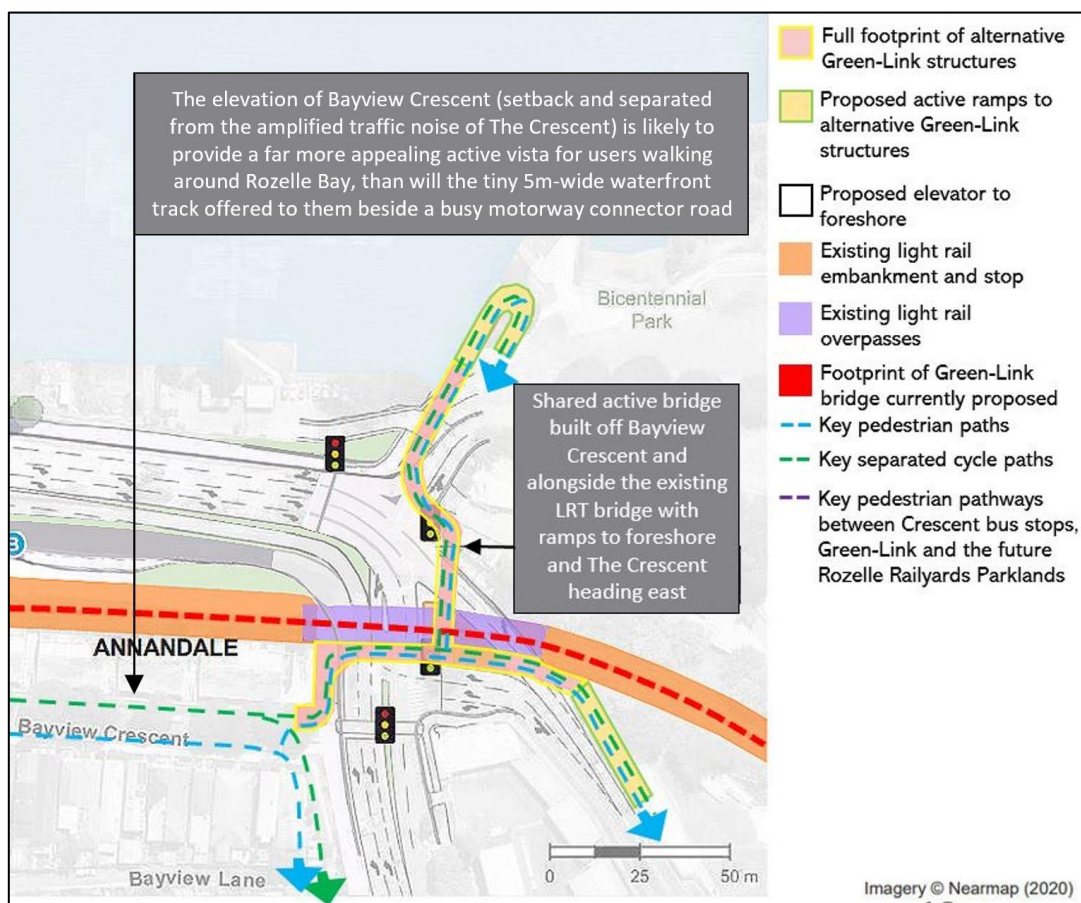 The elevation of Bayview Crescent (setback and separated
from the amplified traffic noise of The Crescent) is likely to
provide a far more appealing active vista for users walking
around Rozelle Bay, than will the tiny 5m-wide waterfront
track offered to them beside a busy motorway connector road
Bicentennial
Park
Shared active bridge
built off Bayview
Crescent and
alongside the existing
LRT bridge with
ramps to foreshore
and The Crescent
heading east
ANNANDALE
Bayview Crescent
Bayview Lane
0
25
50 m
Full footprint of alternative
Green-Link structures
Proposed active ramps to
alternative Green-Link
structures
Proposed elevator to
foreshore
Existing light rail
embankment and stop
Existing light rail
overpasses
Footprint of Green-Link
bridge currently proposed
Key pedestrian paths
Key separated cycle paths
Key pedestrian pathways
between Crescent bus stops,
Green-Link and the future
Rozelle Railyards Parklands
Imagery © Nearmap (2020)